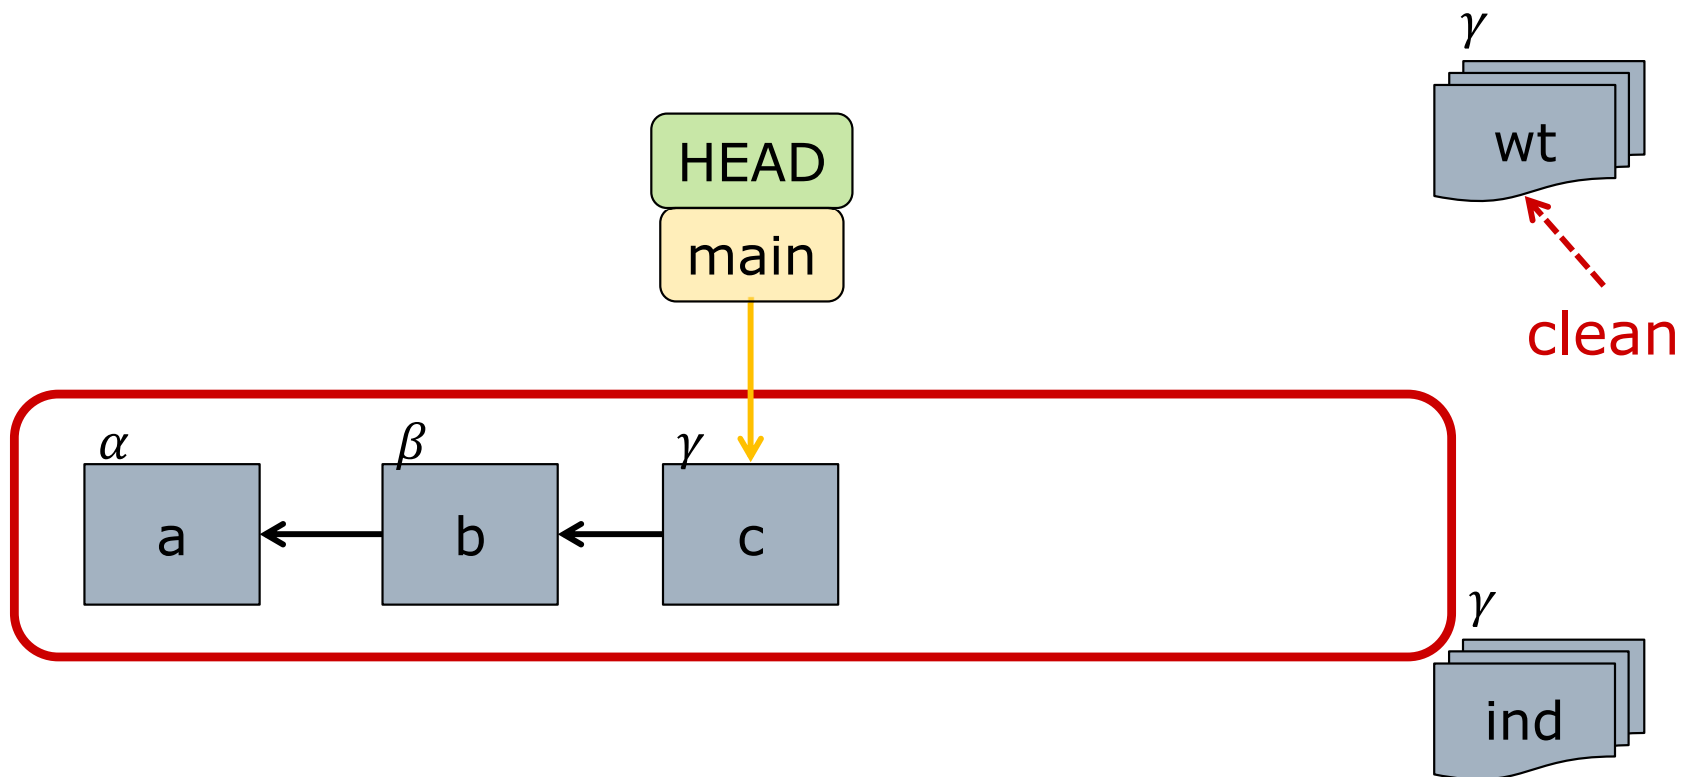 γ
wt
HEAD
main
clean
α
β
γ
a
b
c
γ
ind